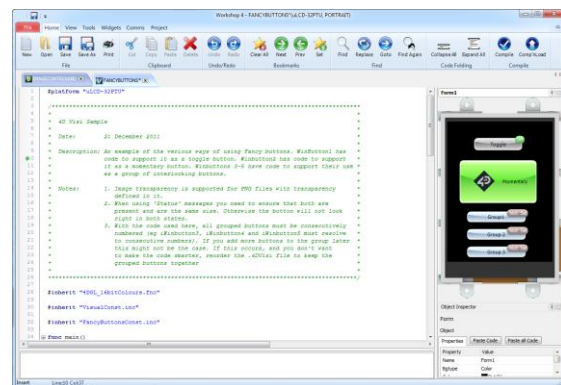 Workshop 4 - FANCYBUTTONS*(uLCD-32PTU, PORTRAIT)
File Home View Tools Widgets Comms Project
New Open Save Save As Print Cut Copy Paste Delete Undo Redo Clear All Next Prev Set Find Replace Goto Find Again Collapse All Expand All Compile Comp'nLoad
File Clipboard Undo/Redo Bookmarks Find Code Folding Compile
FANCYBUTTONS*
#platform "uLCD-32PTU"
4D Visi Sample
Date: 2: December 2011
Description: An example of the various ways of using Fancy buttons. WinButton1 has
code to support it as a toggle button. Winbutton2 has code to support
it as a momentary button. Winbuttons 3-5 have code to support their use
as a group of interlocking buttons.
Notes: 1. Image transparency is supported for PNG files with transparency
defined in it.
2. When using 'Status' messages you need to ensure that both are
present and are the same size. Otherwise the button will not look
right in both states.
3. With the code used here, all grouped buttons must be consecutively
numbered (eg iWinbutton3, iWinbutton4 and iWinbutton5 must resolve
to consecutive numbers). If you add more buttons to the group later
this might not be the case. If this occurs, and you don't want
to make the code smarter, reorder the .4DVisi file to keep the
grouped buttons together
#inherit "4DGL_16bitColours.fnc"
#inherit "VisualConst.inc"
#inherit "FancyButtonsConst.inc"
func main()
Form1
Toggle
Momentary
Group1
Group 2
Group 3
Object Inspector
Form
Object
Properties Paste Code Paste all Code
Property Value
Name Form1
Bgtype Color
Insert